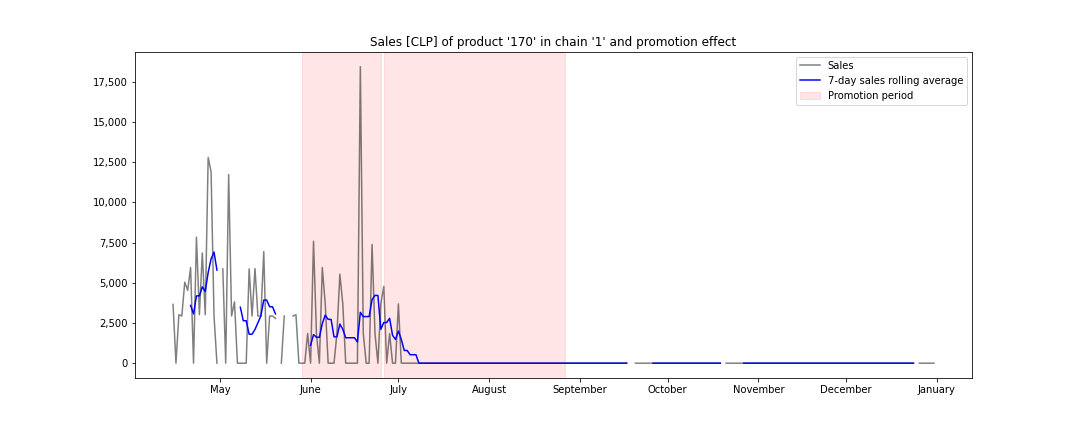 Sales [CLP] of product '170' in chain '1' and promotion effect
Sales
7-day sales rolling average
Promotion period
17,500
15,000
12,500
10,000
7,500
5,000
2,500
0
May June July August September October November December January